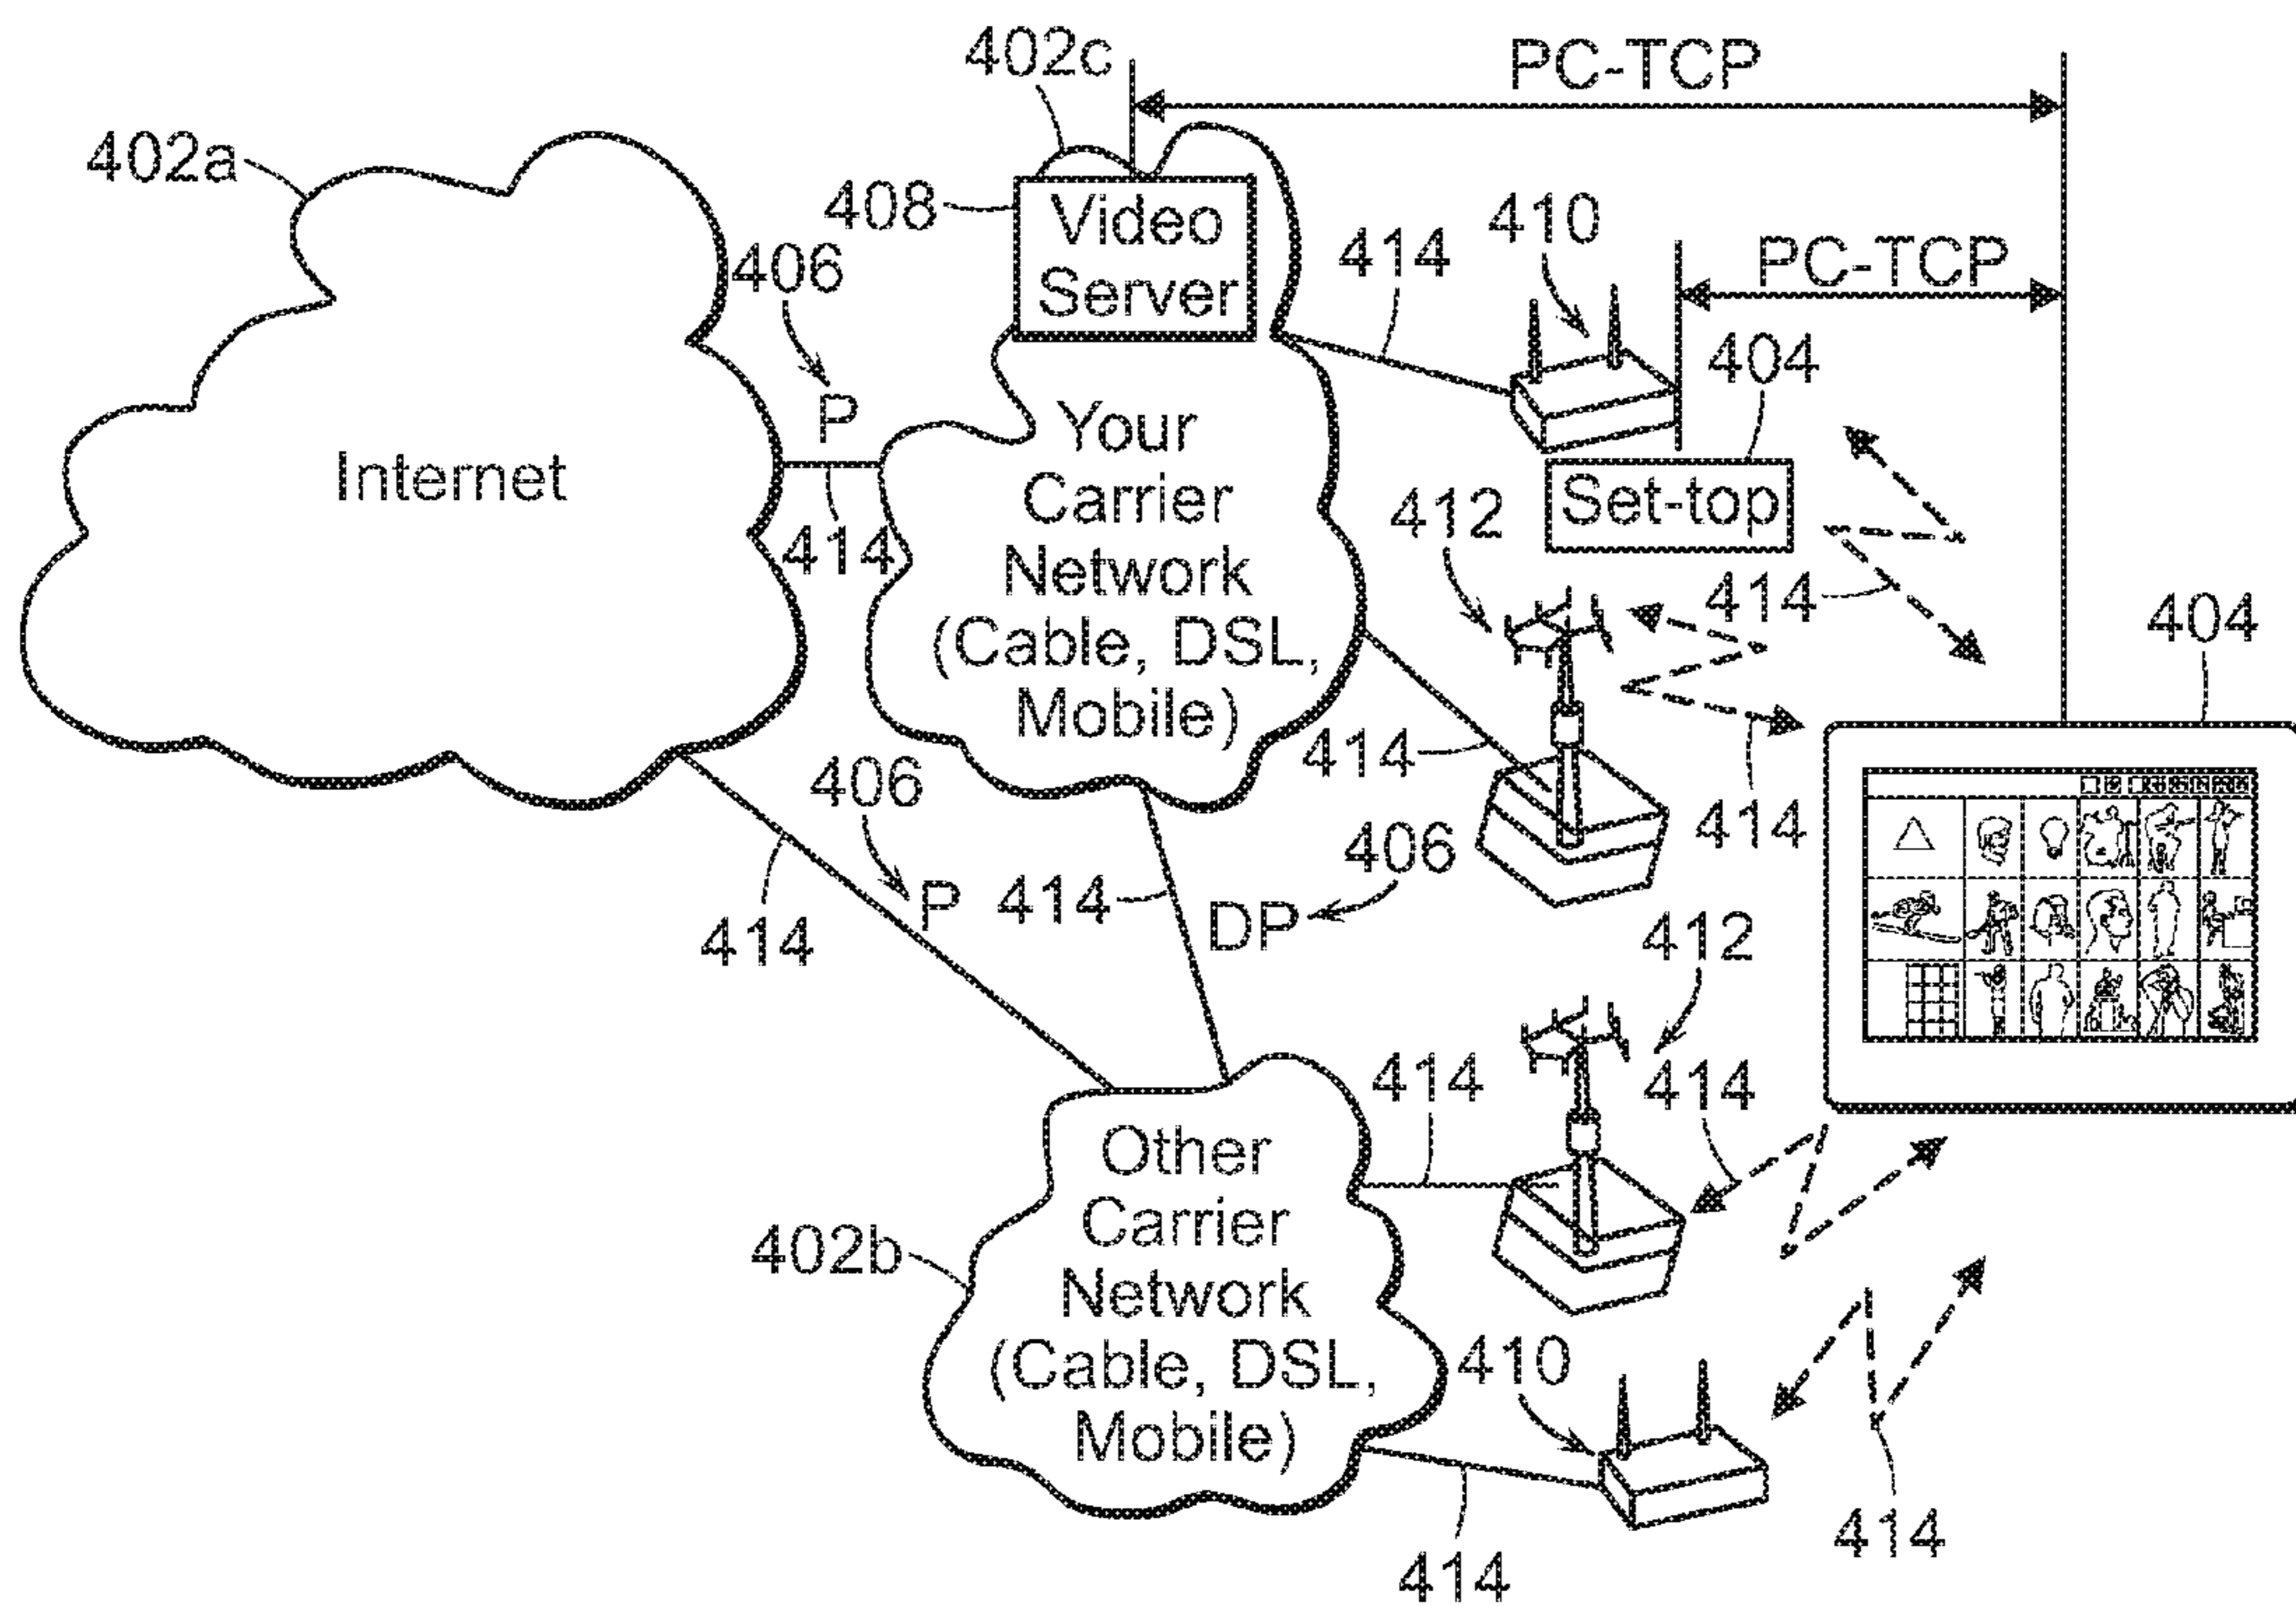 402c
PC-TCP
402a
408
Video
Server
406
414
410
PC-TCP
404
P
Your
Carrier
Network
(Cable, DSL,
Mobile)
Internet
414
412
Set-top
414
404
414
414
406
P
414
414
DP
406
412
414
414
Other
Carrier
Network
(Cable, DSL,
Mobile)
402b
410
414
414